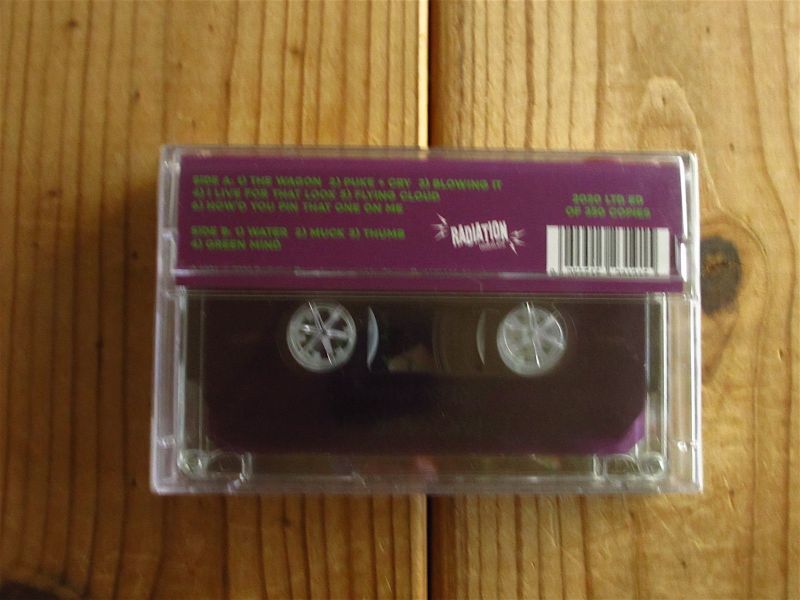 SIDE A. 1) THE WAGON 2) PUKE + CRY 3) BLOWING IT
4) I LIVE FOR THAT LOOK 5) FLYING CLOUD
6) HOW'D YOU PIN THAT ONE ON ME
SIDE B. 1) WATER 2) MUCK 3) THUMB
4) GREEN MIND
RADIATION
2020 LTD ED
OF 250 COPIES